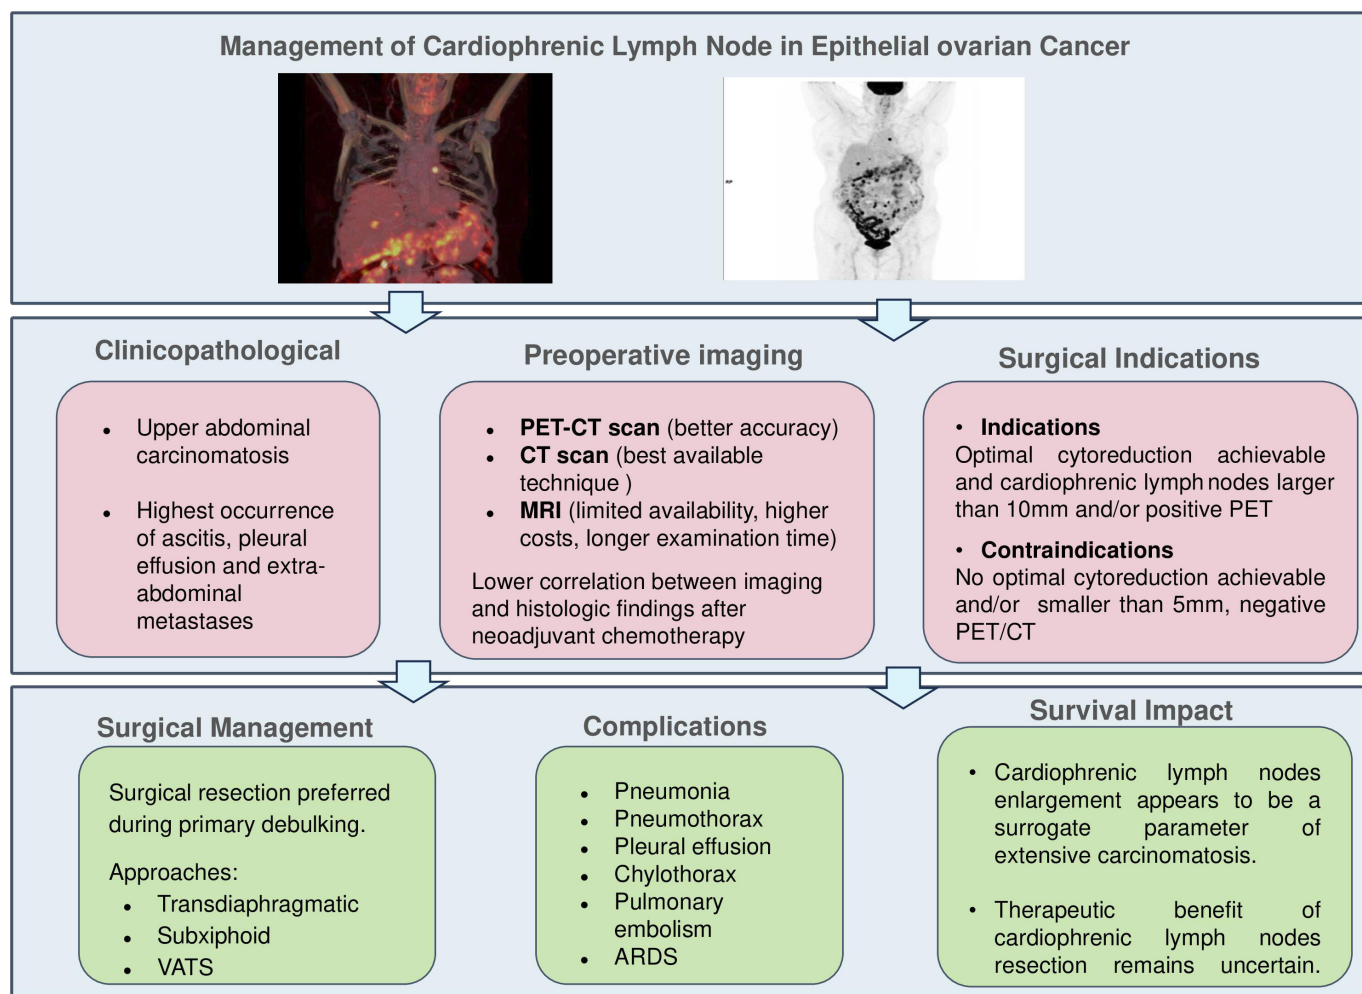 Management of Cardiophrenic Lymph Node in Epithelial ovarian Cancer
Clinicopathological
• Upper abdominal
carcinomatosis
• Highest occurrence
of ascitis, pleural
effusion and extra-
abdominal
metastases
Preoperative imaging
• PET-CT scan (better accuracy)
• CT scan (best available
technique )
• MRI (limited availability, higher
costs, longer examination time)
Lower correlation between imaging
and histologic findings after
neoadjuvant chemotherapy
Surgical Indications
• Indications
Optimal cytoreduction achievable
and cardiophrenic lymph nodes larger
than 10mm and/or positive PET
• Contraindications
No optimal cytoreduction achievable
and/or smaller than 5mm, negative
PET/CT
Surgical Management
Surgical resection preferred
during primary debulking.
Approaches:
• Transdiaphragmatic
• Subxiphoid
• VATS
Complications
• Pneumonia
• Pneumothorax
• Pleural effusion
• Chylothorax
• Pulmonary
embolism
• ARDS
Survival Impact
• Cardiophrenic lymph nodes
enlargement appears to be a
surrogate parameter of
extensive carcinomatosis.
• Therapeutic benefit of
cardiophrenic lymph nodes
resection remains uncertain.